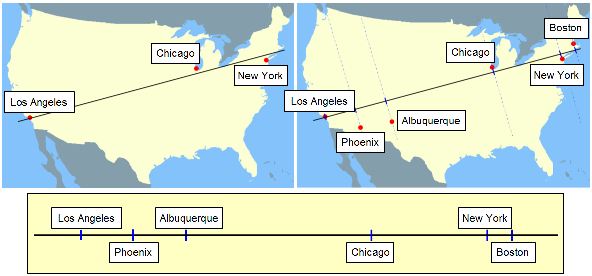 Chicago
New York
Los Angeles
Boston
Chicago
New York
Los Angeles
Albuquerque
Phoenix
Los Angeles
Albuquerque
New York
Phoenix
Chicago
Boston